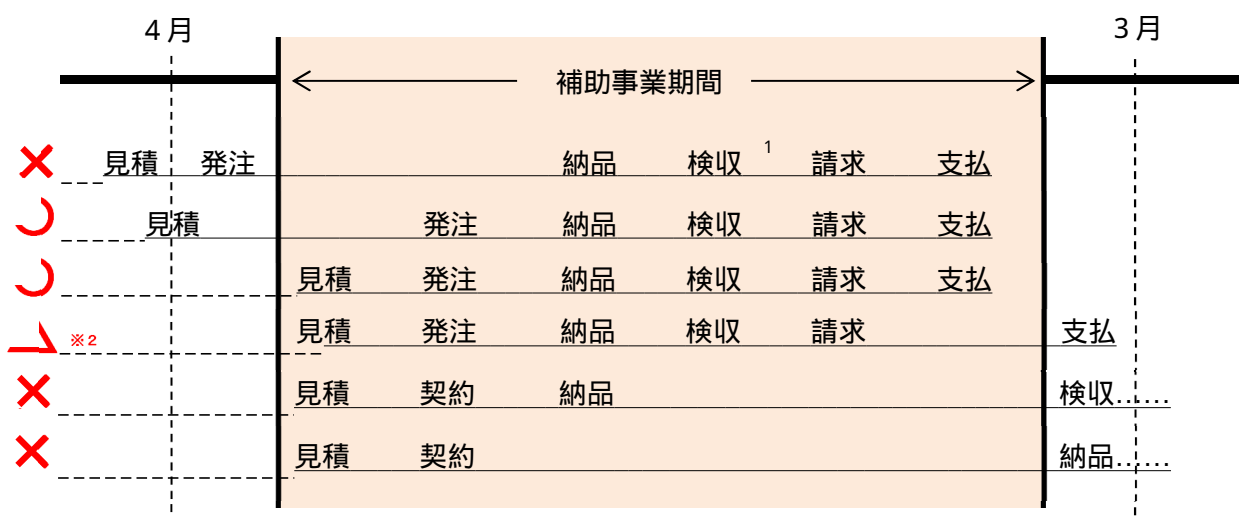 4月 3月
補助事業期間
見積 発注 納品 検収 1 請求 支払
見積 発注 納品 検収 請求 支払
見積 発注 納品 検収 請求 支払
※2 見積 発注 納品 検収 請求 支払
見積 契約 納品 検収……
見積 契約 納品……